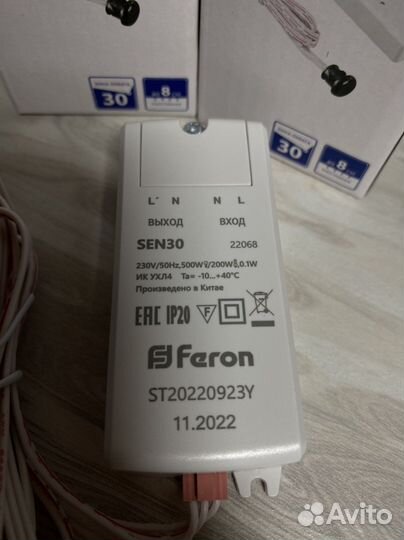 30
8
30
8
L' N N L
ВЫХОД ВХОД
SEN30 22068
230V/50Hz,500W/200W,0.1W
ИК УХЛ4 Ta= -10...+40°C
Произведено в Китае
EAC IP20 F
Feron
ST20220923Y
11.2022
Avito